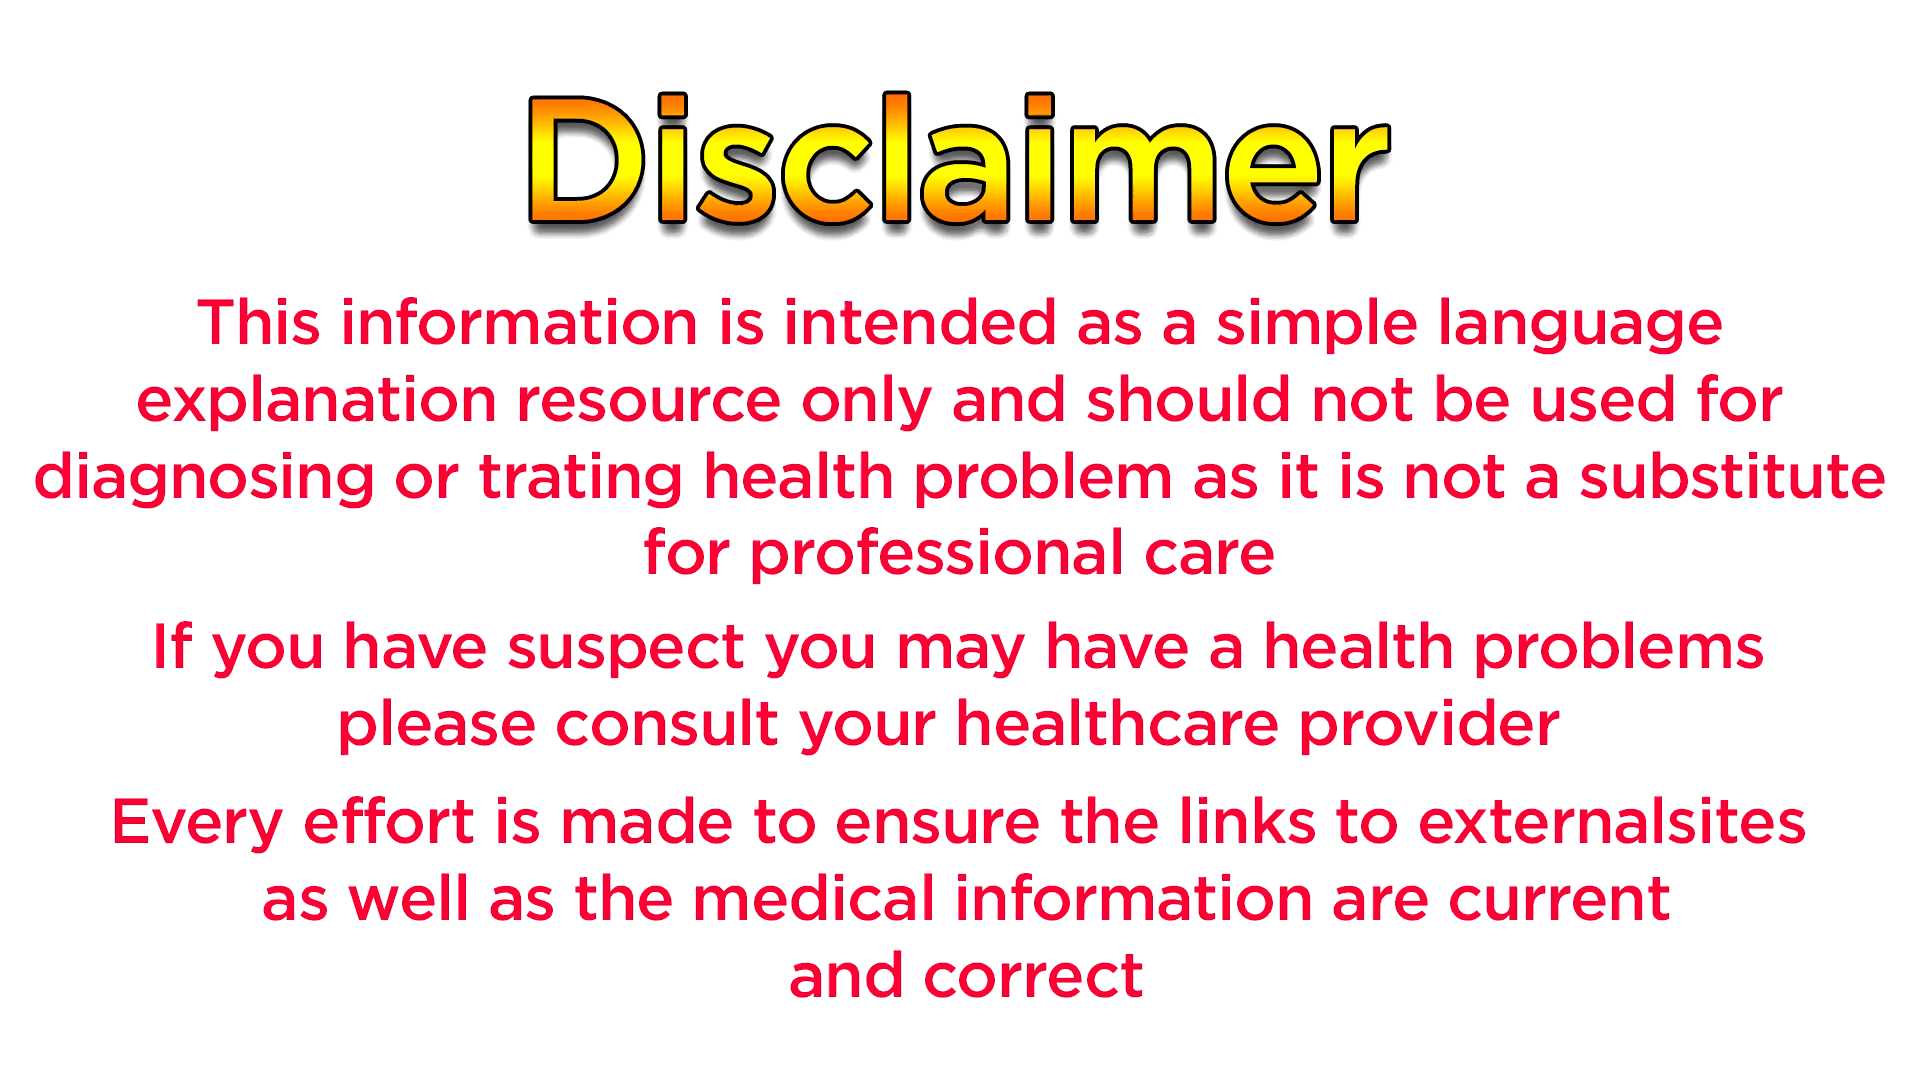 Disclaimer
This information is intended as a simple language
explanation resource only and should not be used for
diagnosing or trating health problem as it is not a substitute
for professional care
If you have suspect you may have a health problems
please consult your healthcare provider
Every effort is made to ensure the links to externalsites
as well as the medical information are current
and correct